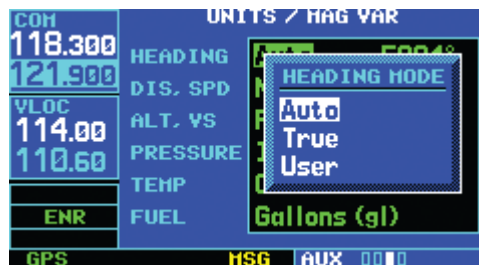 COM
118.300
121.900
VLOC
114.00
110.60
ENR
GPS
UNITS / MAG VAR
HEADING
DIS, SPD
ALT, VS
PRESSURE
TEMP
FUEL
Gallons (gl)
HEADING MODE
Auto
True
User
MSG
AUX